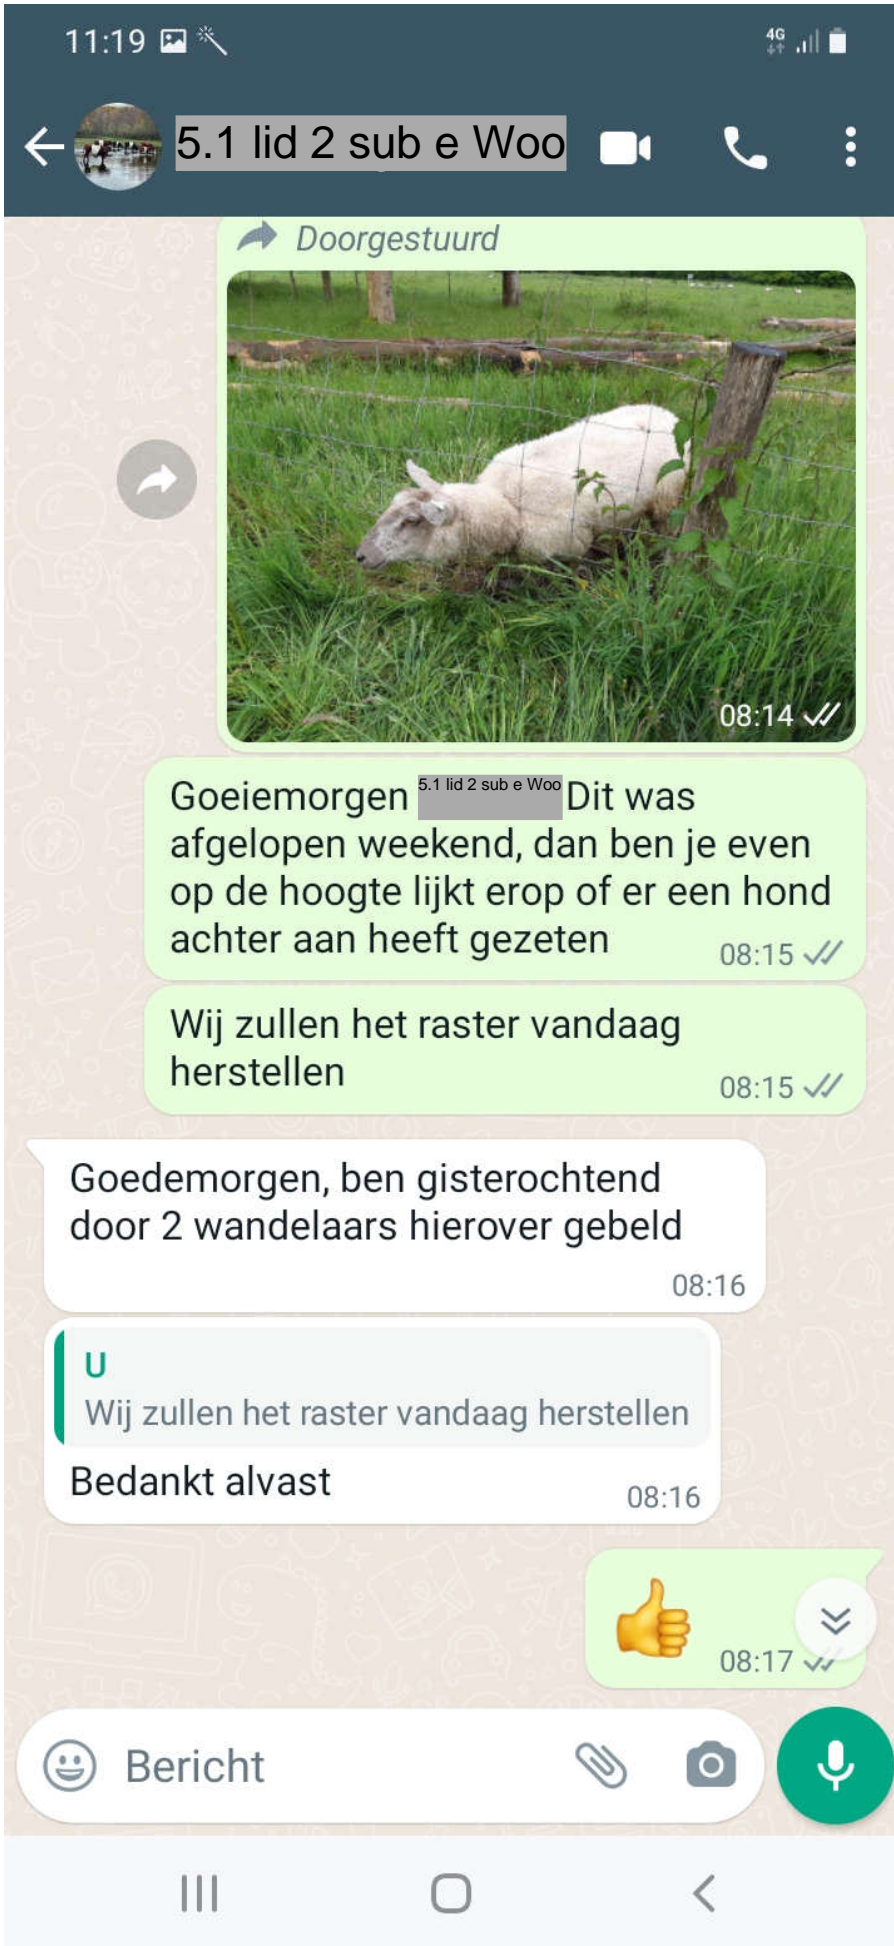 11:19
4G
5.1 lid 2 sub e Woo
Doorgestuurd
08:14
Goeiemorgen 5.1 lid 2 sub e Woo Dit was
afgelopen weekend, dan ben je even
op de hoogte lijkt erop of er een hond
achter aan heeft gezeten
08:15
Wij zullen het raster vandaag
herstellen
08:15
Goedemorgen, ben gisterochtend
door 2 wandelaars hierover gebeld
08:16
U
Wij zullen het raster vandaag herstellen
Bedankt alvast
08:16
08:17
Bericht